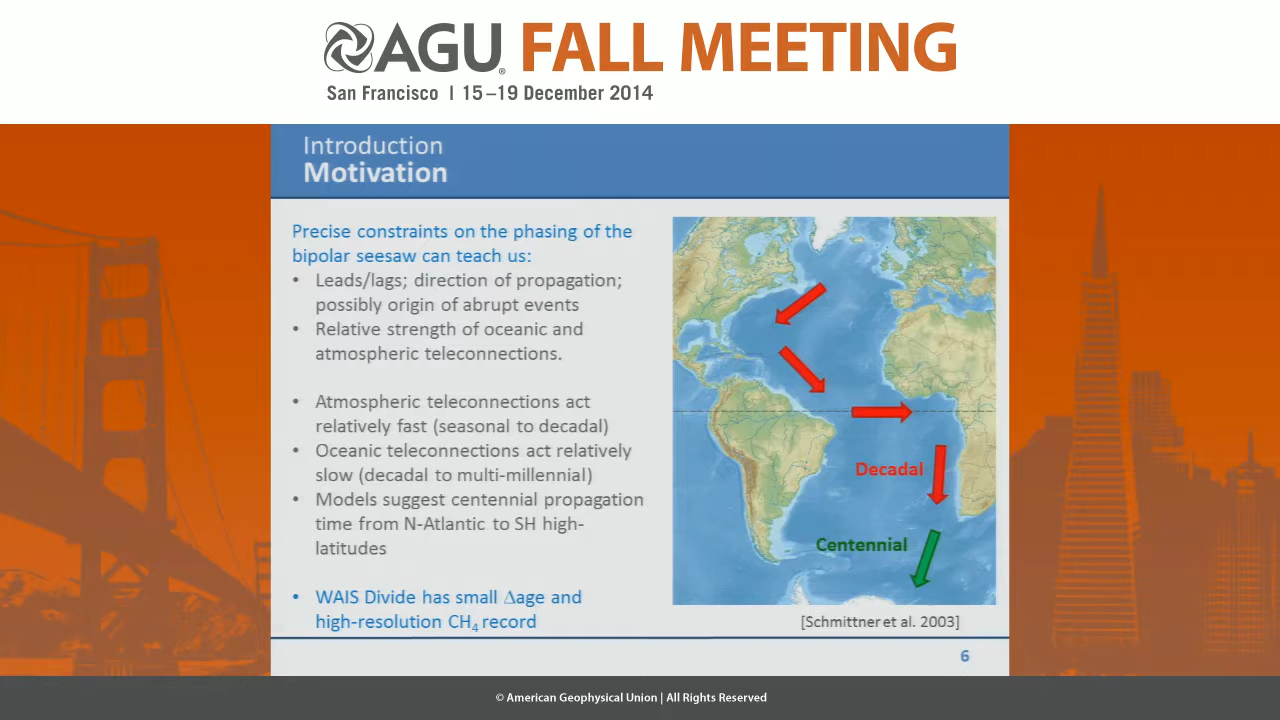 AGU FALL MEETING
San Francisco | 15–19 December 2014
Introduction
Motivation
Precise constraints on the phasing of the
bipolar seesaw can teach us:
• Leads/lags; direction of propagation;
possibly origin of abrupt events
• Relative strength of oceanic and
atmospheric teleconnections.
• Atmospheric teleconnections act
relatively fast (seasonal to decadal)
• Oceanic teleconnections act relatively
slow (decadal to multi-millennial)
• Models suggest centennial propagation
time from N-Atlantic to SH high-
latitudes
• WAIS Divide has small Δage and
high-resolution CH₄ record
Decadal
Centennial
[Schmittner et al. 2003]
6
© American Geophysical Union | All Rights Reserved